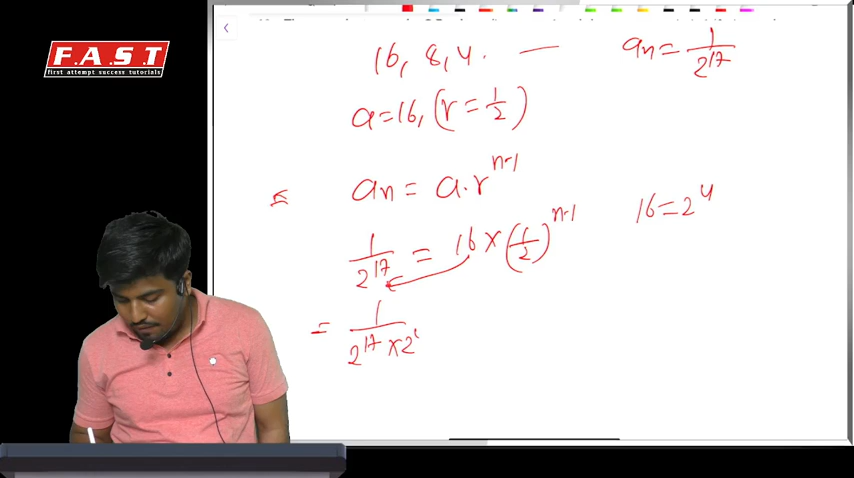 F.A.S.T
first attempt success tutorials
16, 8, 4. — an = 1/2^17
a=16, (r = 1/2)
an = a.r^n-1
16 = 2^4
1/2^17 = 16 × (1/2)^n-1
= 1/2^17 × 2